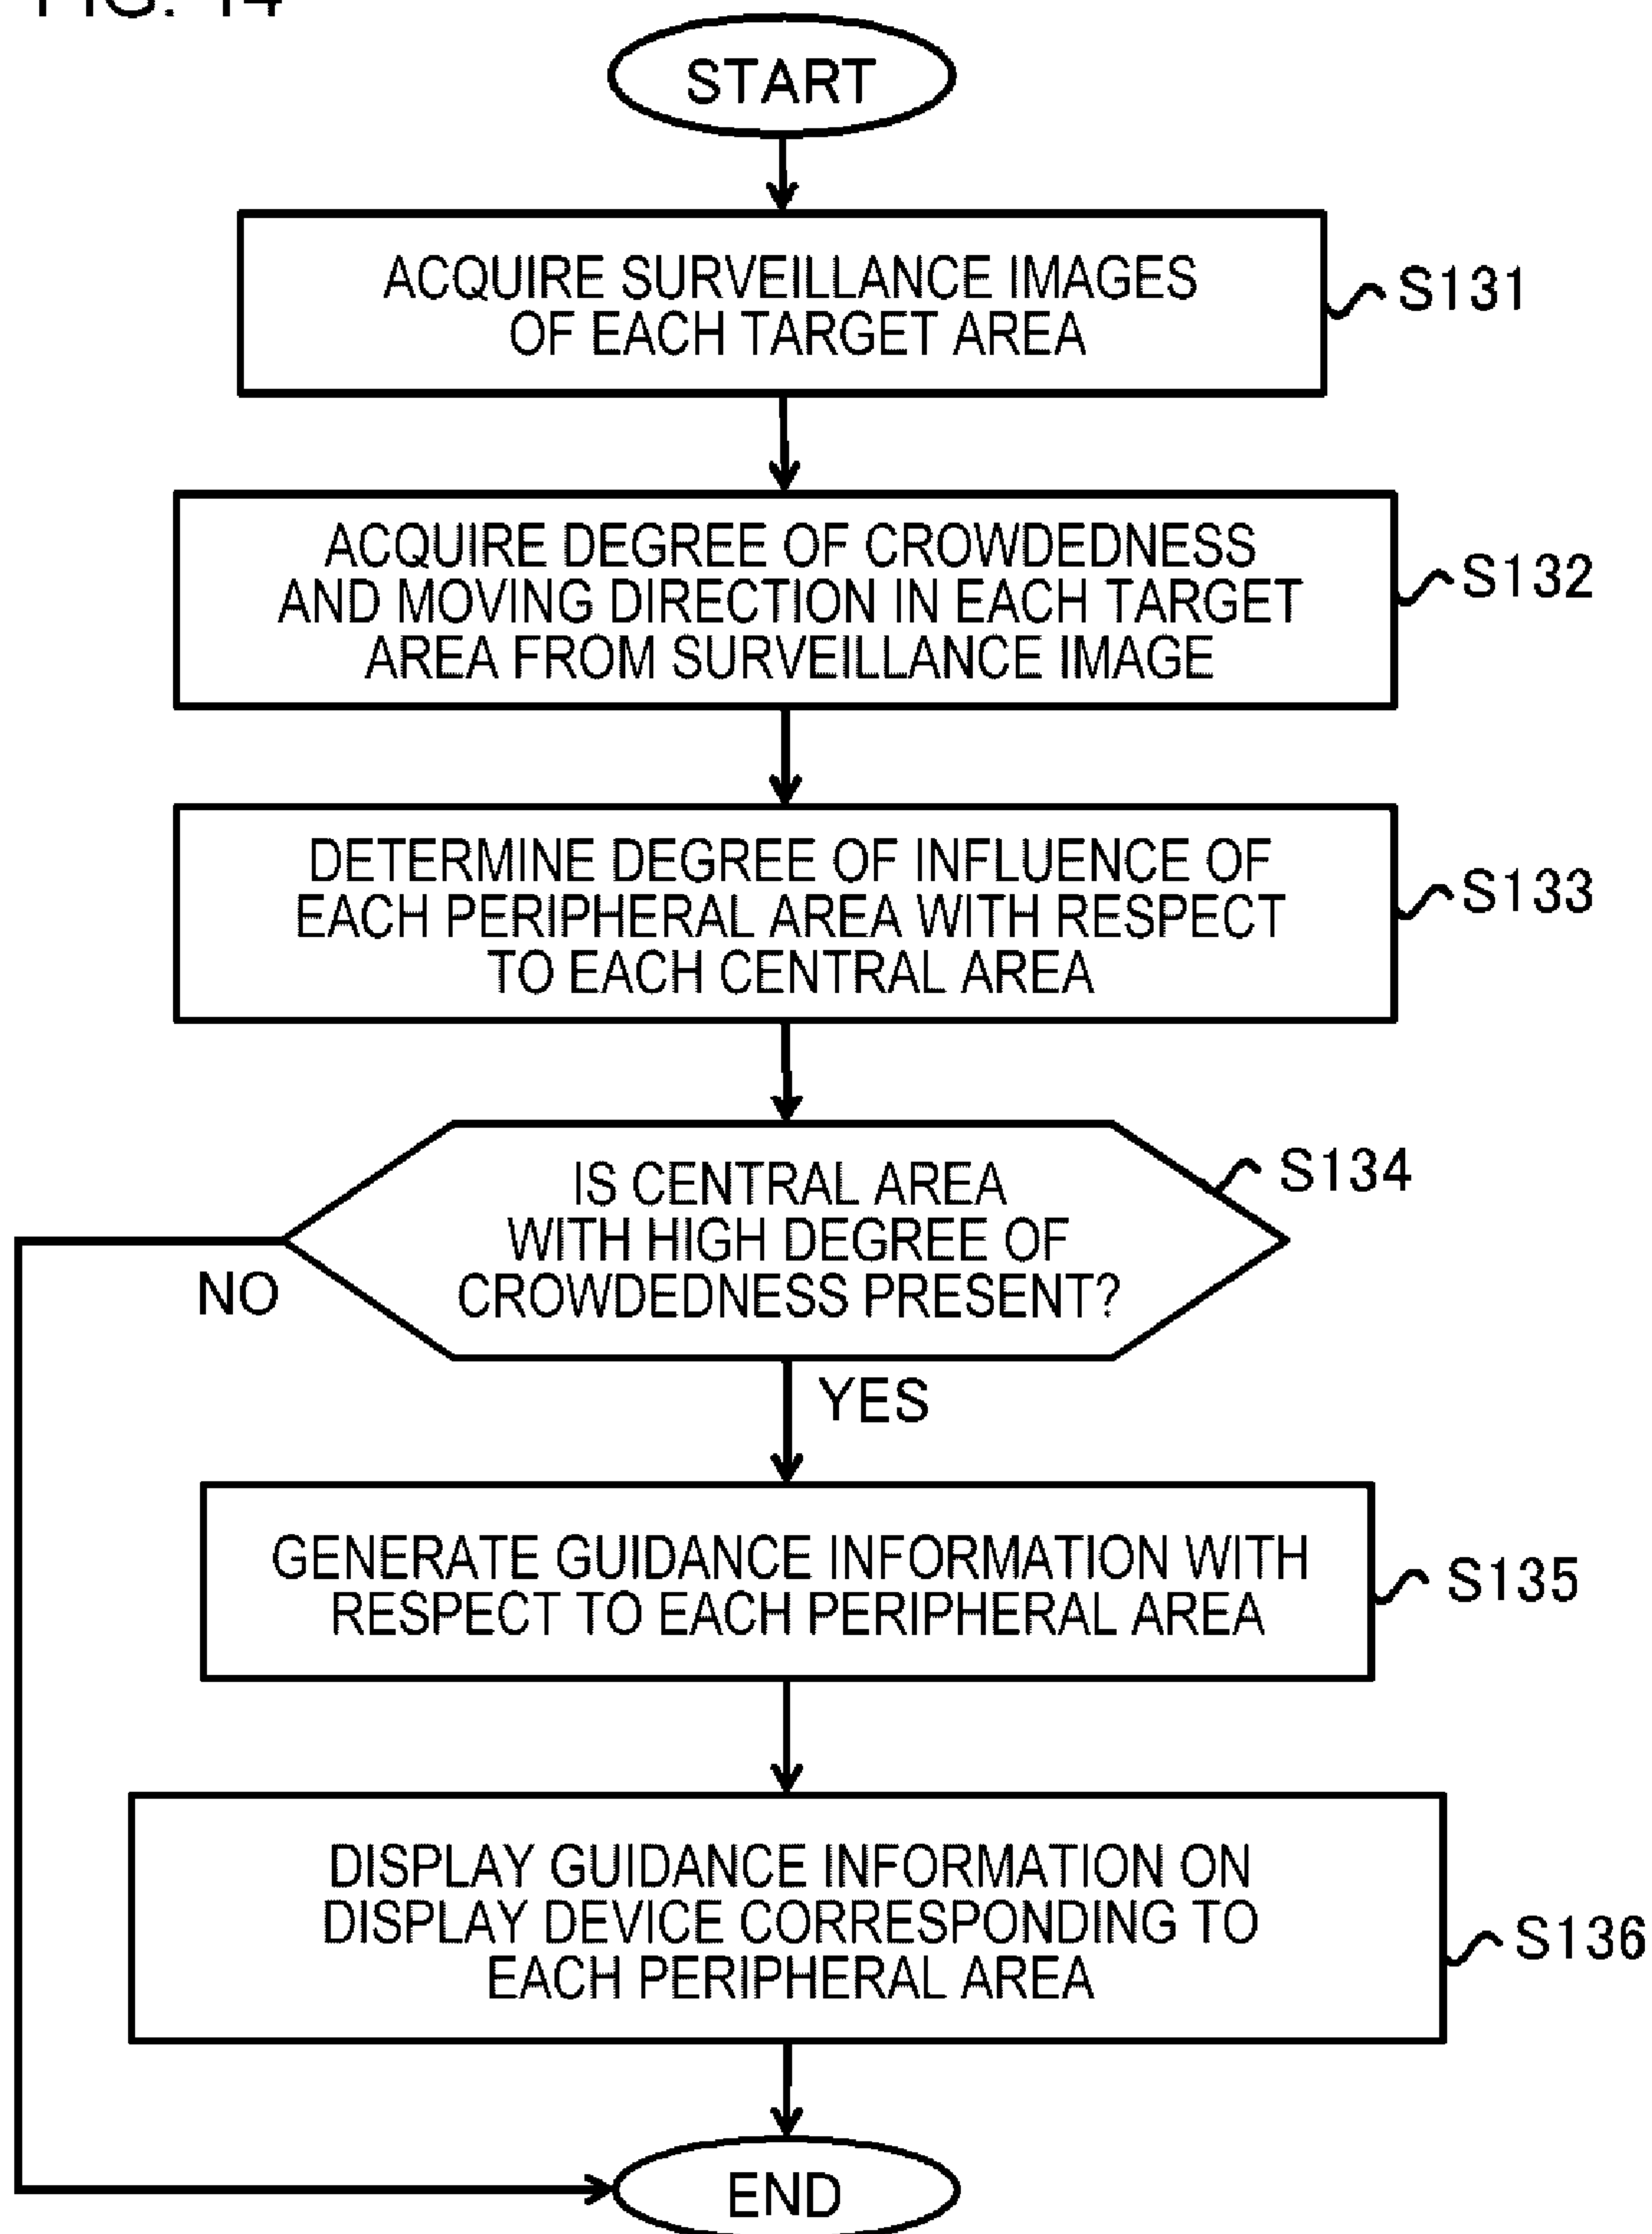 FIG. 14
START
ACQUIRE SURVEILLANCE IMAGES
OF EACH TARGET AREA
S131
ACQUIRE DEGREE OF CROWDEDNESS
AND MOVING DIRECTION IN EACH TARGET
AREA FROM SURVEILLANCE IMAGE
S132
DETERMINE DEGREE OF INFLUENCE OF
EACH PERIPHERAL AREA WITH RESPECT
TO EACH CENTRAL AREA
S133
IS CENTRAL AREA
WITH HIGH DEGREE OF
CROWDEDNESS PRESENT?
S134
NO
YES
GENERATE GUIDANCE INFORMATION WITH
RESPECT TO EACH PERIPHERAL AREA
S135
DISPLAY GUIDANCE INFORMATION ON
DISPLAY DEVICE CORRESPONDING TO
EACH PERIPHERAL AREA
S136
END